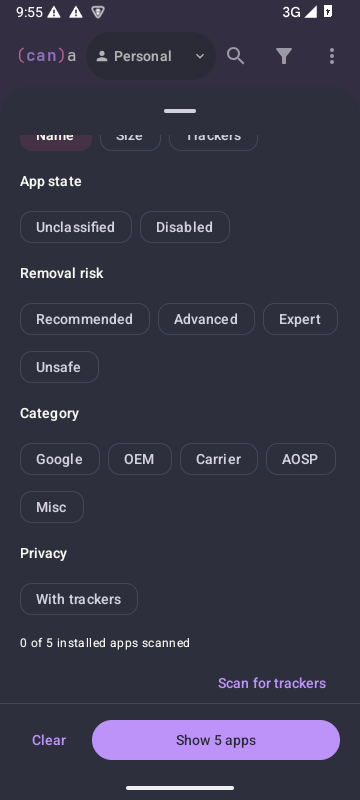 9:55
3G
(can)a
Personal
Name
Size
Trackers
App state
Unclassified
Disabled
Removal risk
Recommended
Advanced
Expert
Unsafe
Category
Google
OEM
Carrier
AOSP
Misc
Privacy
With trackers
0 of 5 installed apps scanned
Scan for trackers
Clear
Show 5 apps